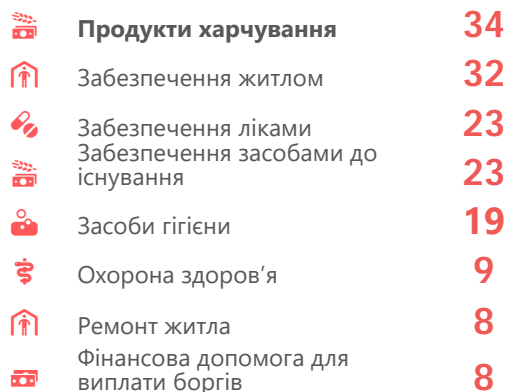 Продукти харчування 34
Забезпечення житлом 32
Забезпечення ліками 23
Забезпечення засобами до
існування 23
Засоби гігієни 19
Охорона здоров’я 9
Ремонт житла 8
Фінансова допомога для
виплати боргів 8